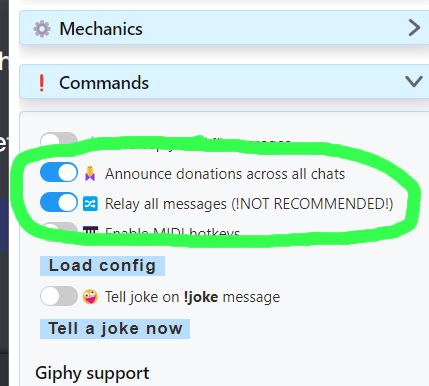 Mechanics
Commands
Announce donations across all chats
Relay all messages (!NOT RECOMMENDED!)
Enable MIDI hotkeys
Load config
Tell joke on !joke message
Tell a joke now
Giphy support